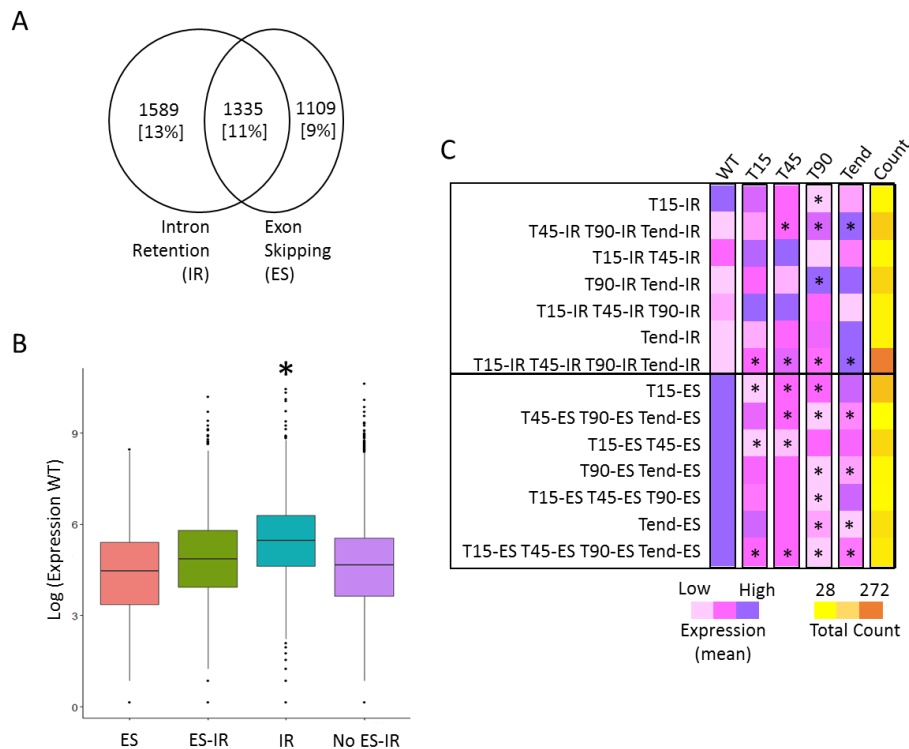 A
1589
[13%]
1335
[11%]
1109
[9%]
Intron
Retention
(IR)
Exon
Skipping
(ES)
B
*
Log (Expression WT)
9
6
3
0
ES
ES-IR
IR
No ES-IR
C
WT
T15
T45
T90
Tend
Count
T15-IR *
T45-IR T90-IR Tend-IR * * *
T15-IR T45-IR
T90-IR Tend-IR *
T15-IR T45-IR T90-IR
Tend-IR
T15-IR T45-IR T90-IR Tend-IR * * * *
T15-ES * * *
T45-ES T90-ES Tend-ES * * *
T15-ES T45-ES * *
T90-ES Tend-ES * *
T15-ES T45-ES T90-ES *
Tend-ES * *
T15-ES T45-ES T90-ES Tend-ES * * * *
Low High
Expression
(mean)
28 272
Total Count